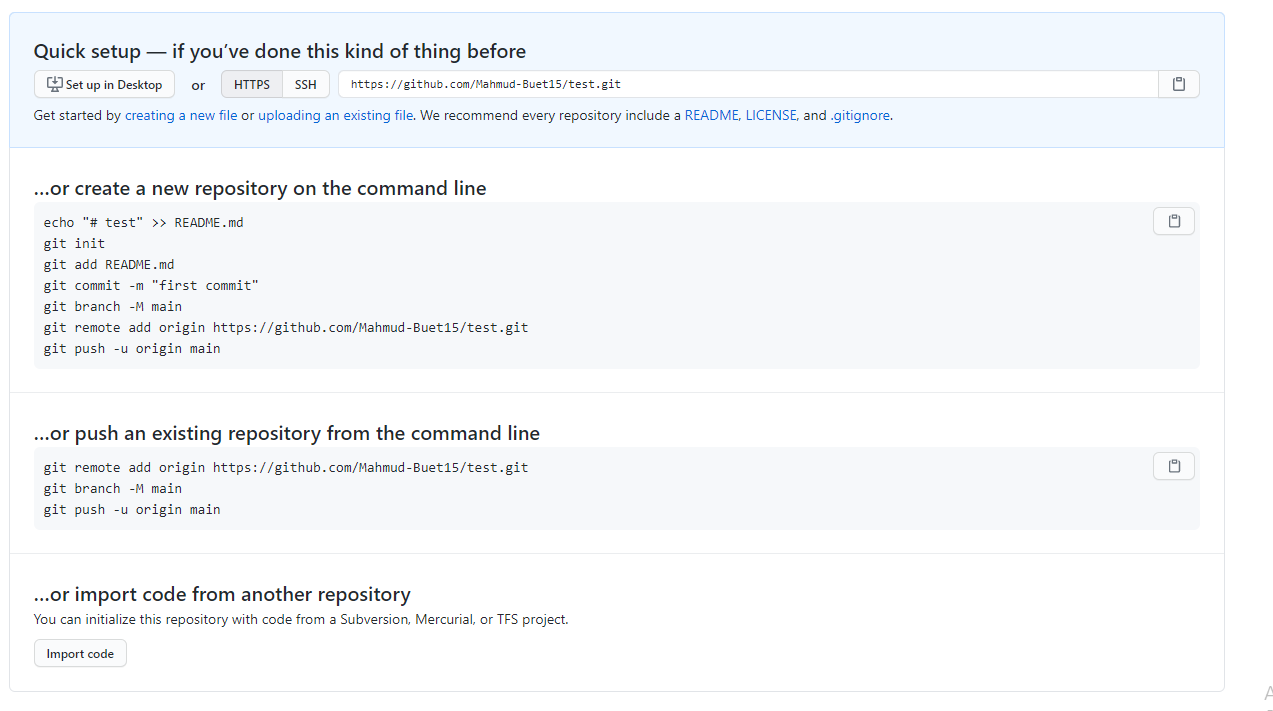 Quick setup — if you’ve done this kind of thing before
Set up in Desktop or HTTPS SSH https://github.com/Mahmud-Buet15/test.git
Get started by creating a new file or uploading an existing file. We recommend every repository include a README, LICENSE, and .gitignore.
…or create a new repository on the command line
echo "# test" >> README.md
git init
git add README.md
git commit -m "first commit"
git branch -M main
git remote add origin https://github.com/Mahmud-Buet15/test.git
git push -u origin main
…or push an existing repository from the command line
git remote add origin https://github.com/Mahmud-Buet15/test.git
git branch -M main
git push -u origin main
…or import code from another repository
You can initialize this repository with code from a Subversion, Mercurial, or TFS project.
Import code